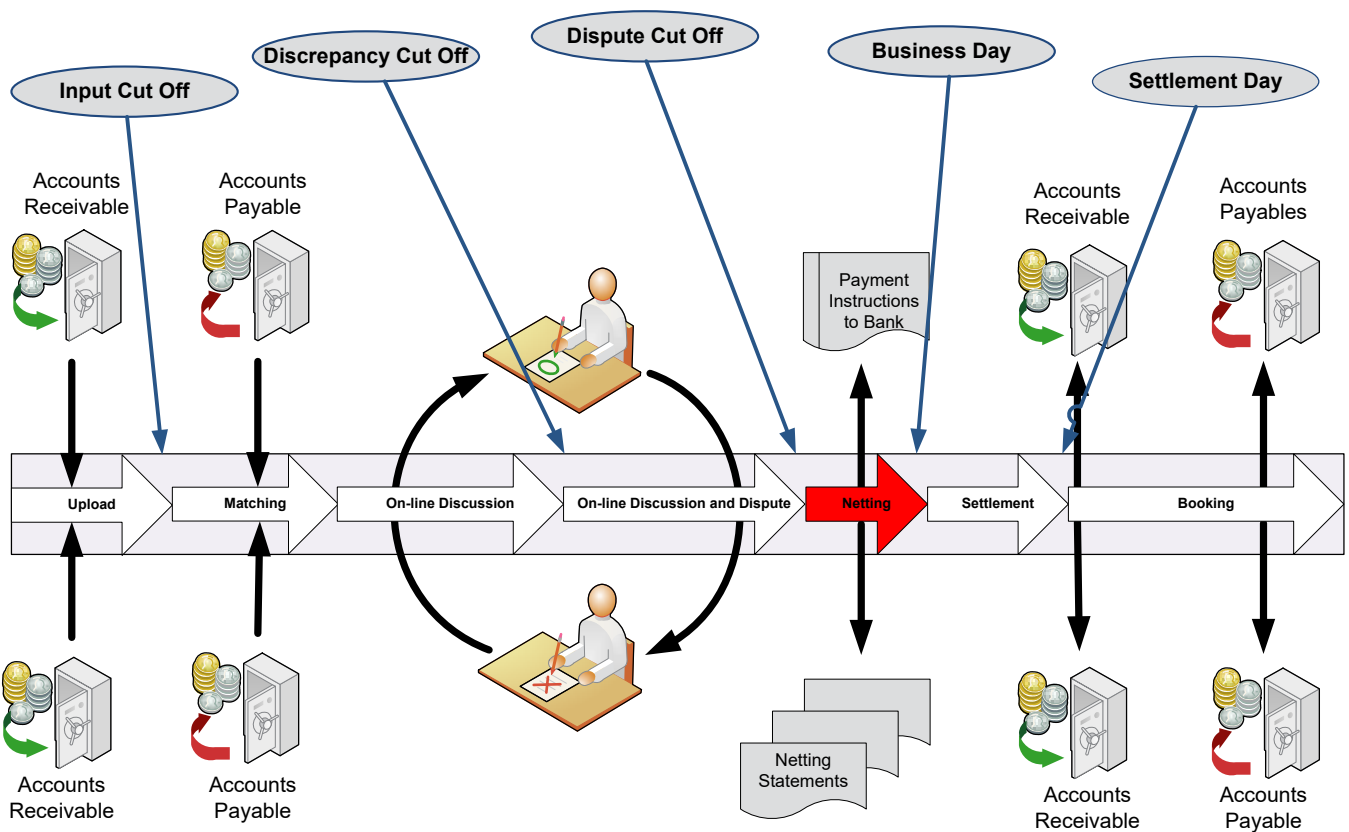 Input Cut Off
Discrepancy Cut Off
Dispute Cut Off
Business Day
Settlement Day
Accounts
Receivable
Accounts
Payable
Accounts
Receivable
Accounts
Payables
Payment
Instructions
to Bank
Upload
Matching
On-line Discussion
On-line Discussion and Dispute
Netting
Settlement
Booking
Netting
Statements
Accounts
Receivable
Accounts
Payable
Accounts
Receivable
Accounts
Payable